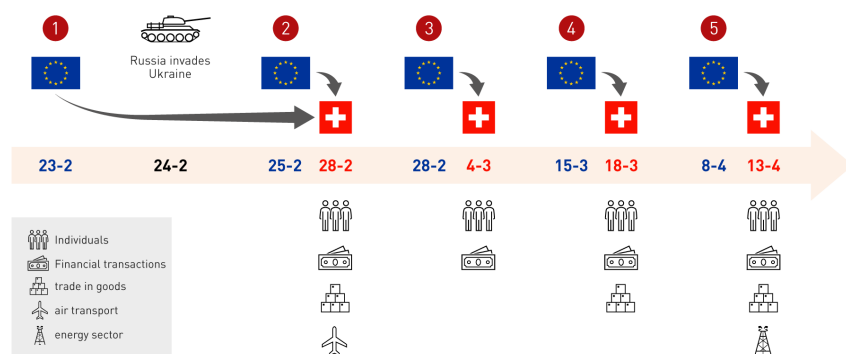 1
2
3
4
5
Russia invades
Ukraine
23-2
24-2
25-2
28-2
28-2
4-3
15-3
18-3
8-4
13-4
Individuals
Financial transactions
trade in goods
air transport
energy sector